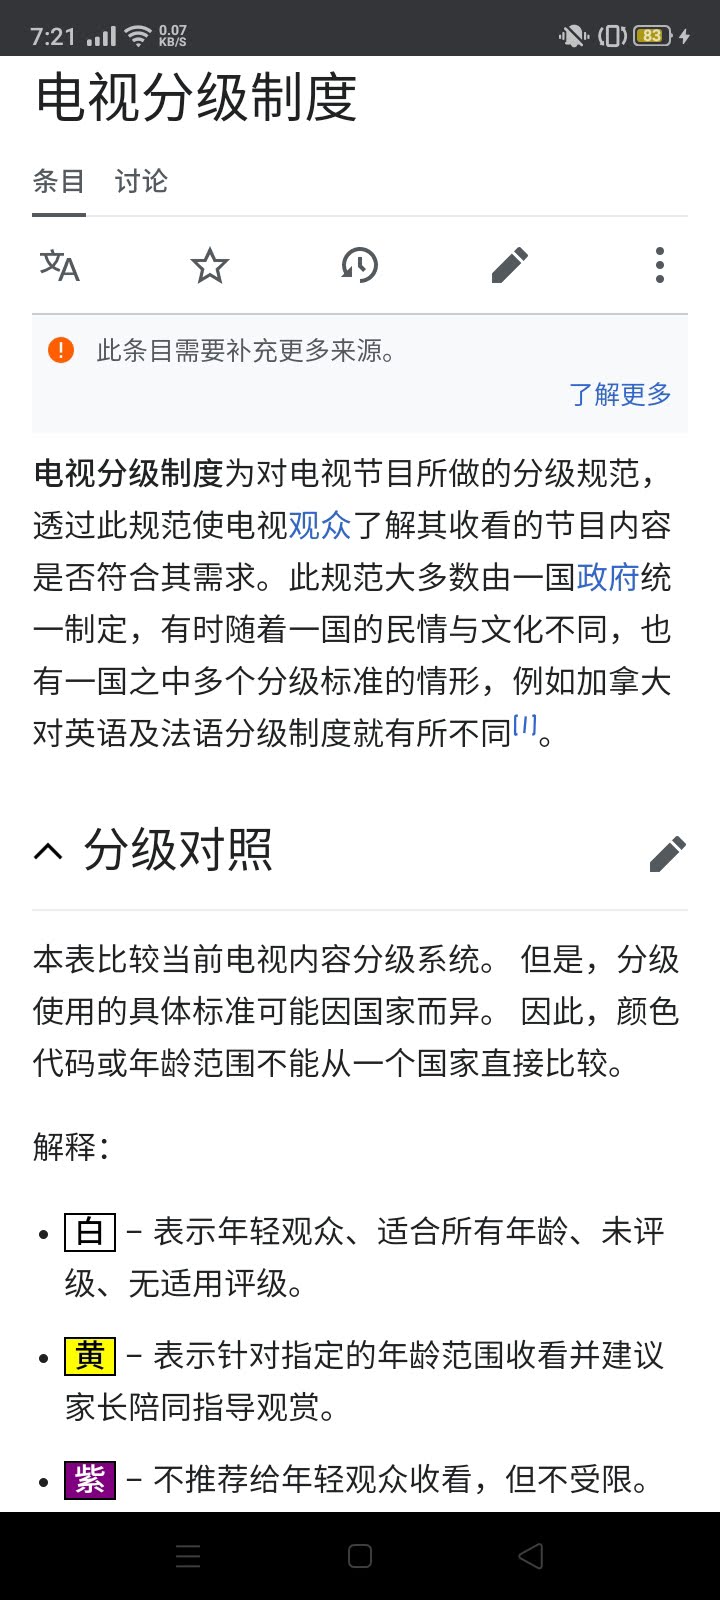 7:21
0.07
KB/S
83
电视分级制度
条目 讨论
文A
此条目需要补充更多来源。
了解更多
电视分级制度为对电视节目所做的分级规范，
透过此规范使电视观众了解其收看的节目内容
是否符合其需求。此规范大多数由一国政府统
一制定，有时随着一国的民情与文化不同，也
有一国之中多个分级标准的情形，例如加拿大
对英语及法语分级制度就有所不同[1]。
分级对照
本表比较当前电视内容分级系统。 但是，分级
使用的具体标准可能因国家而异。 因此，颜色
代码或年龄范围不能从一个国家直接比较。
解释：
• 白 – 表示年轻观众、适合所有年龄、未评
级、无适用评级。
• 黄 – 表示针对指定的年龄范围收看并建议
家长陪同指导观赏。
• 紫 – 不推荐给年轻观众收看，但不受限。